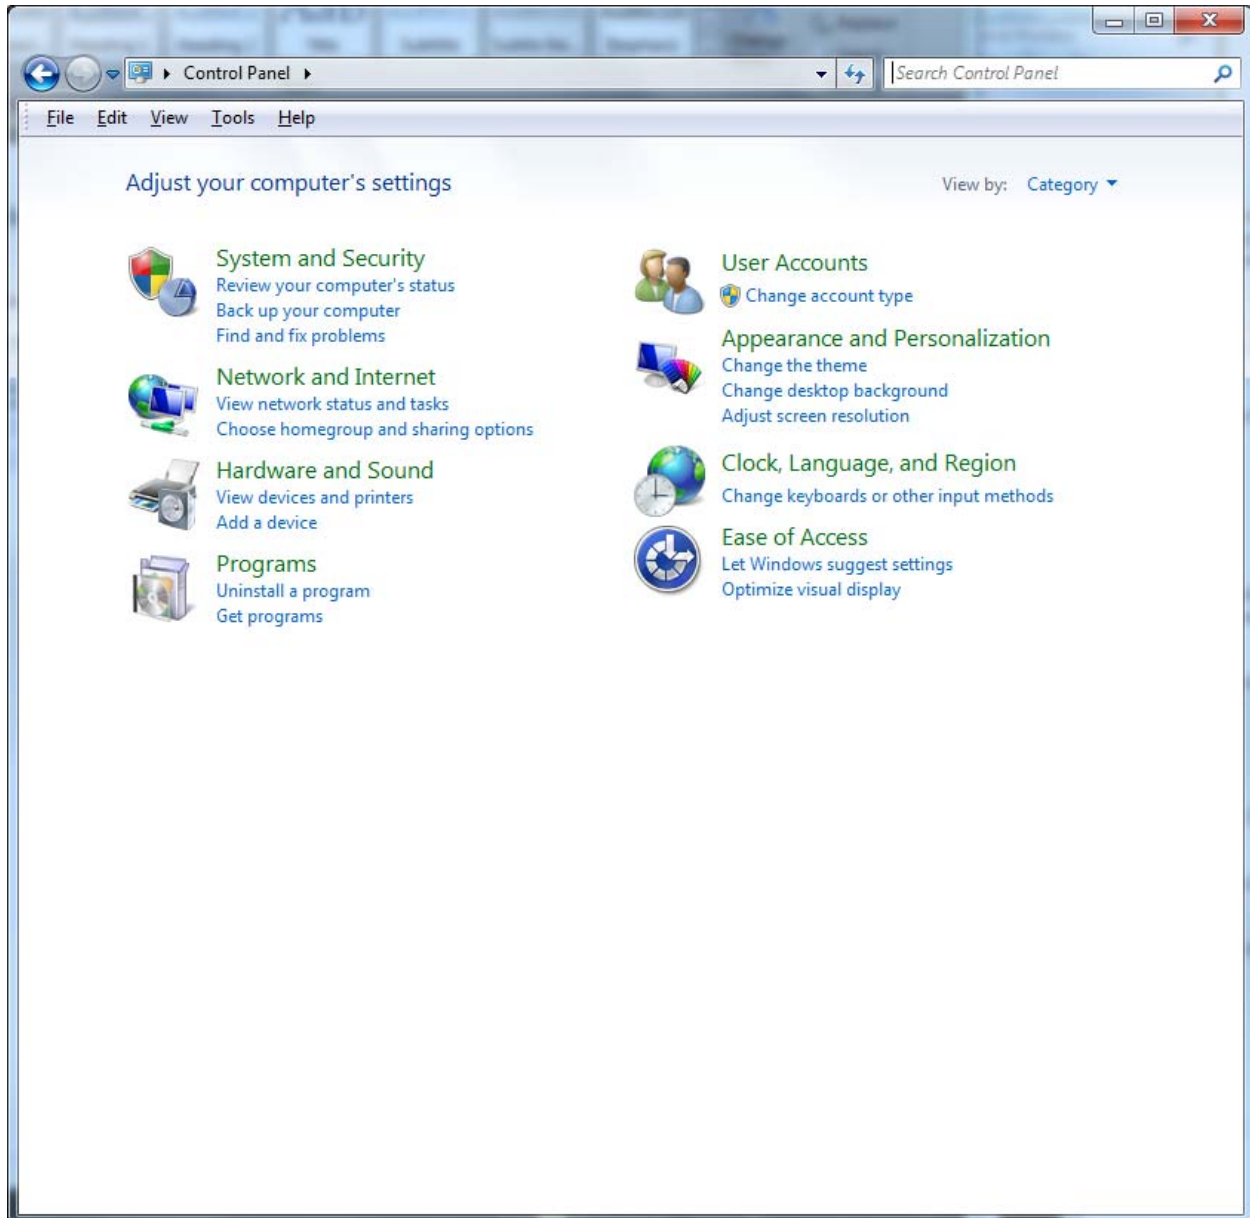 Control Panel
Search Control Panel
File Edit View Tools Help
Adjust your computer's settings
View by: Category
System and Security
Review your computer's status
Back up your computer
Find and fix problems
Network and Internet
View network status and tasks
Choose homegroup and sharing options
Hardware and Sound
View devices and printers
Add a device
Programs
Uninstall a program
Get programs
User Accounts
Change account type
Appearance and Personalization
Change the theme
Change desktop background
Adjust screen resolution
Clock, Language, and Region
Change keyboards or other input methods
Ease of Access
Let Windows suggest settings
Optimize visual display